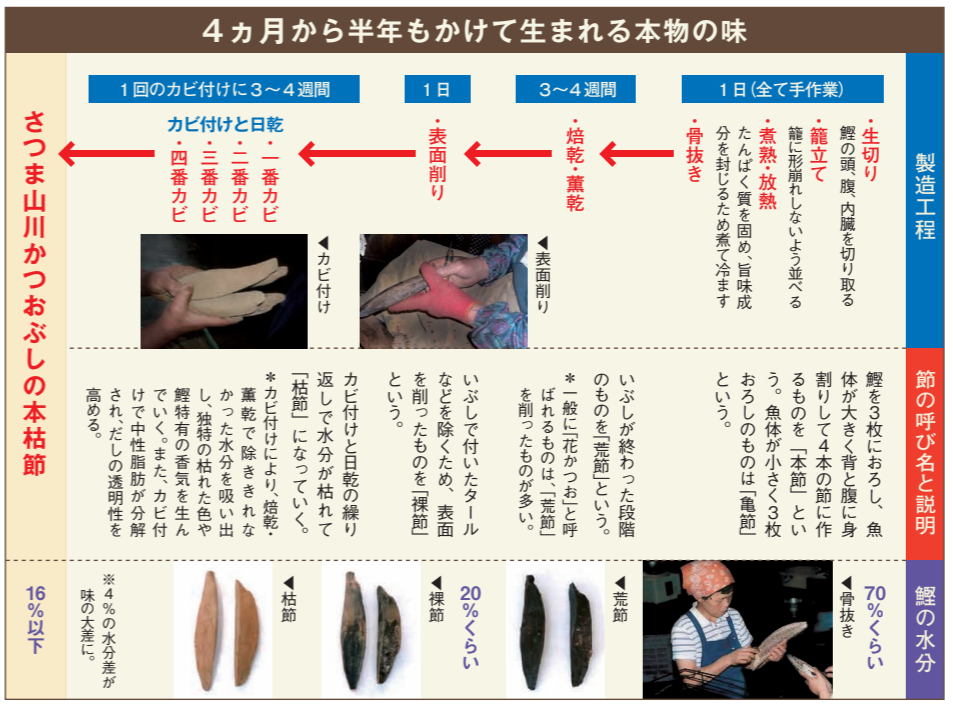 4ヵ月から半年もかけて生まれる本物の味
製造工程
1日(全て手作業)
・生切り
鰹の頭、腹、内臓を切り取る
・籠立て
籠に形崩れしないよう並べる
・煮熟・放熱
たんぱく質を固め、旨味成
分を封じるため煮て冷ます
・骨抜き
3〜4週間
・焙乾・薫乾
1日
・表面削り
◀表面削り
1回のカビ付けに3〜4週間
カビ付けと日乾
・一番カビ
・二番カビ
・三番カビ
・四番カビ
◀カビ付け
さつま山川かつおぶしの本枯節
節の呼び名と説明
鰹を3枚におろし、魚
体が大きく背と腹に身
割りして4本の節に作
るものを「本節」とい
う。魚体が小さく3枚
おろしのものは「亀節」
という。
いぶしが終わった段階
のものを「荒節」という。
＊一般に「花かつお」と呼
ばれるものは、「荒節」
を削ったものが多い。
いぶしで付いたタール
などを除くため、表面
を削ったものを「裸節」
という。
カビ付けと日乾の繰り
返しで水分が枯れて
「枯節」になっていく。
＊カビ付けにより、焙乾・
薫乾で除ききれな
かった水分を吸い出
し、独特の枯れた色や
鰹特有の香気を生ん
でいく。また、カビ付
けで中性脂肪が分解
され、だしの透明性を
高める。
鰹の水分
70%くらい
◀骨抜き
◀荒節
20%くらい
◀裸節
◀枯節
※4%の水分差が
味の大差に。
16%以下